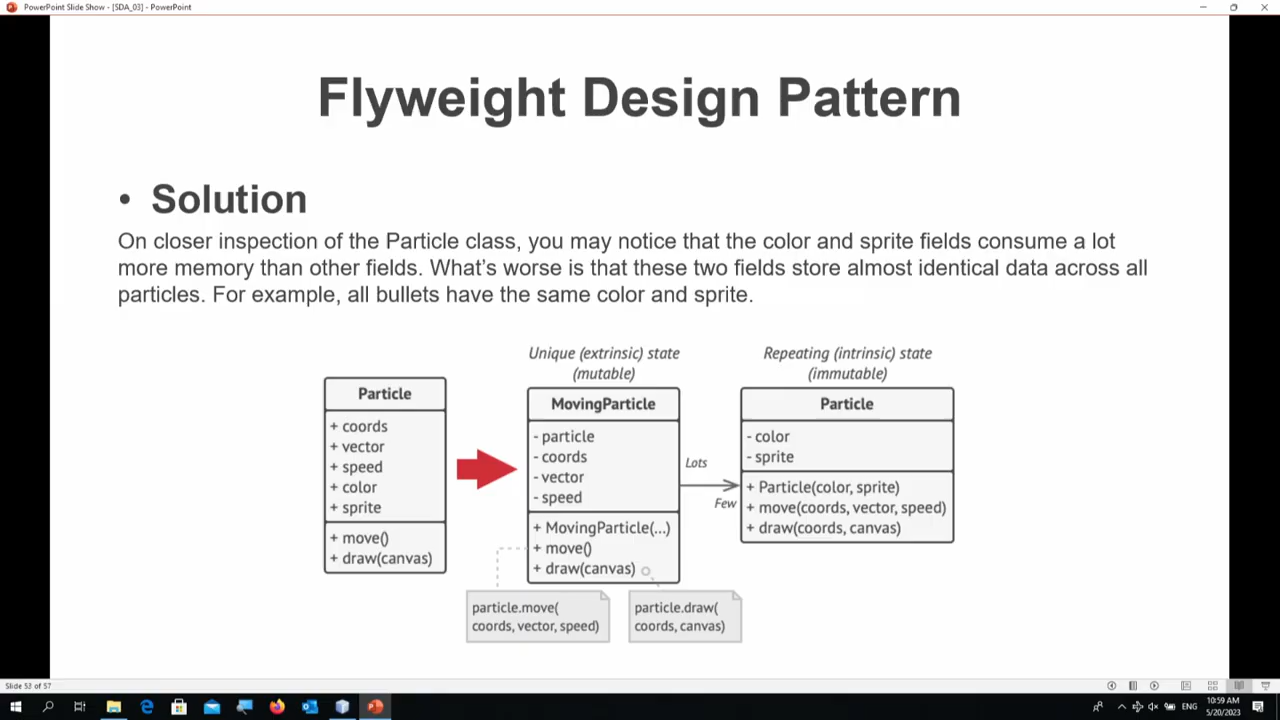 PowerPoint Slide Show - [SDA_03] - PowerPoint
Flyweight Design Pattern
• Solution
On closer inspection of the Particle class, you may notice that the color and sprite fields consume a lot
more memory than other fields. What's worse is that these two fields store almost identical data across all
particles. For example, all bullets have the same color and sprite.
Particle
+ coords
+ vector
+ speed
+ color
+ sprite
+ move()
+ draw(canvas)
Unique (extrinsic) state
(mutable)
MovingParticle
- particle
- coords
- vector
- speed
+ MovingParticle(...)
+ move()
+ draw(canvas)
particle.move(
coords, vector, speed)
particle.draw(
coords, canvas)
Lots
Few
Repeating (intrinsic) state
(immutable)
Particle
- color
- sprite
+ Particle(color, sprite)
+ move(coords, vector, speed)
+ draw(coords, canvas)
Slide 53 of 57
ENG
10:59 AM
5/20/2023